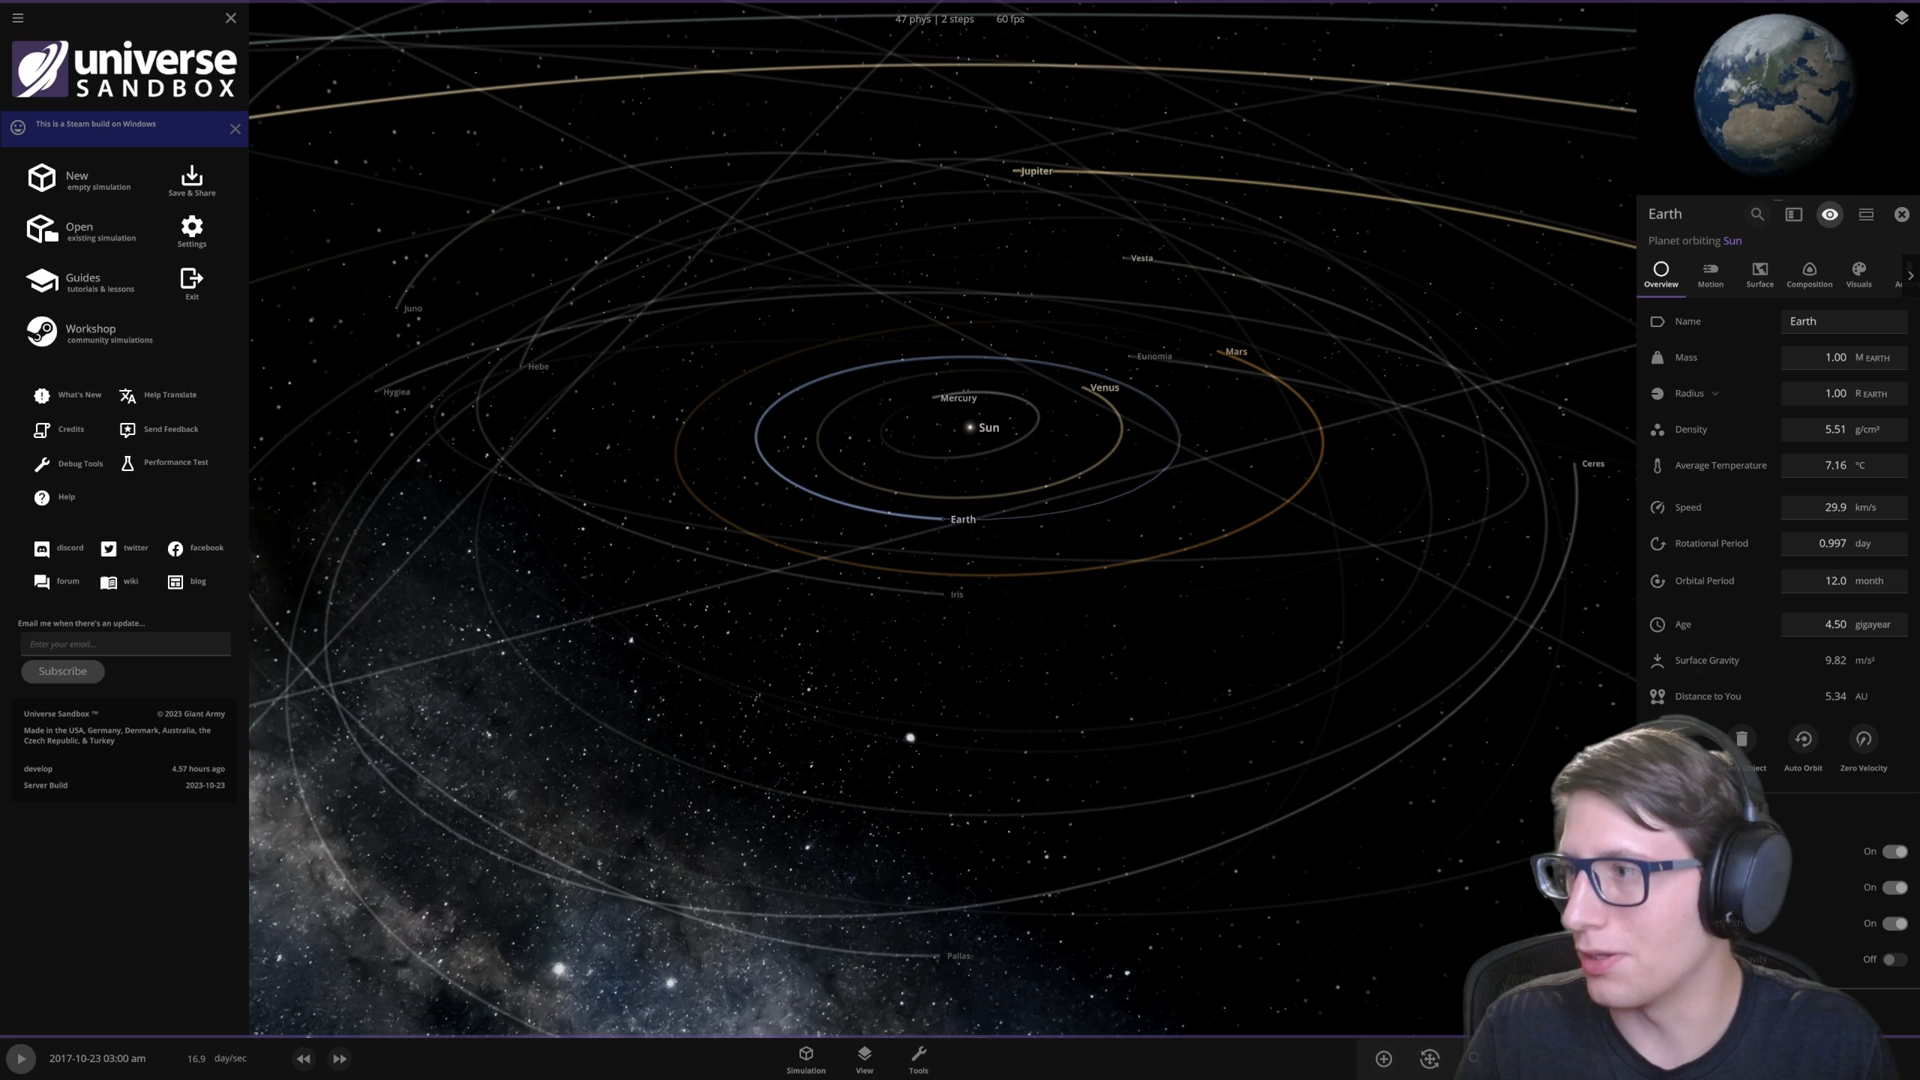 47 phys | 2 steps 60 fps
universe
SANDBOX
This is a Steam build on Windows
New
empty simulation
Save & Share
Open
existing simulation
Settings
Guides
tutorials & lessons
Exit
Workshop
community simulations
What's New
Help Translate
Credits
Send Feedback
Debug Tools
Performance Test
Help
discord
twitter
facebook
forum
wiki
blog
Email me when there's an update...
Enter your email...
Subscribe
Universe Sandbox ™ © 2023 Giant Army
Made in the USA, Germany, Denmark, Australia, the
Czech Republic, & Turkey
develop 4.57 hours ago
Server Build 2023-10-23
Jupiter
Vesta
Juno
Mars
Eunomia
Hebe
Venus
Hygiea
Mercury
Sun
Ceres
Earth
Iris
Pallas
Earth
Planet orbiting Sun
Overview
Motion
Surface
Composition
Visuals
Name Earth
Mass 1.00 M EARTH
Radius 1.00 R EARTH
Density 5.51 g/cm³
Average Temperature 7.16 °C
Speed 29.9 km/s
Rotational Period 0.997 day
Orbital Period 12.0 month
Age 4.50 gigayear
Surface Gravity 9.82 m/s²
Distance to You 5.34 AU
Auto Orbit
Zero Velocity
On
On
On
Off
2017-10-23 03:00 am 16.9 day/sec
Simulation
View
Tools